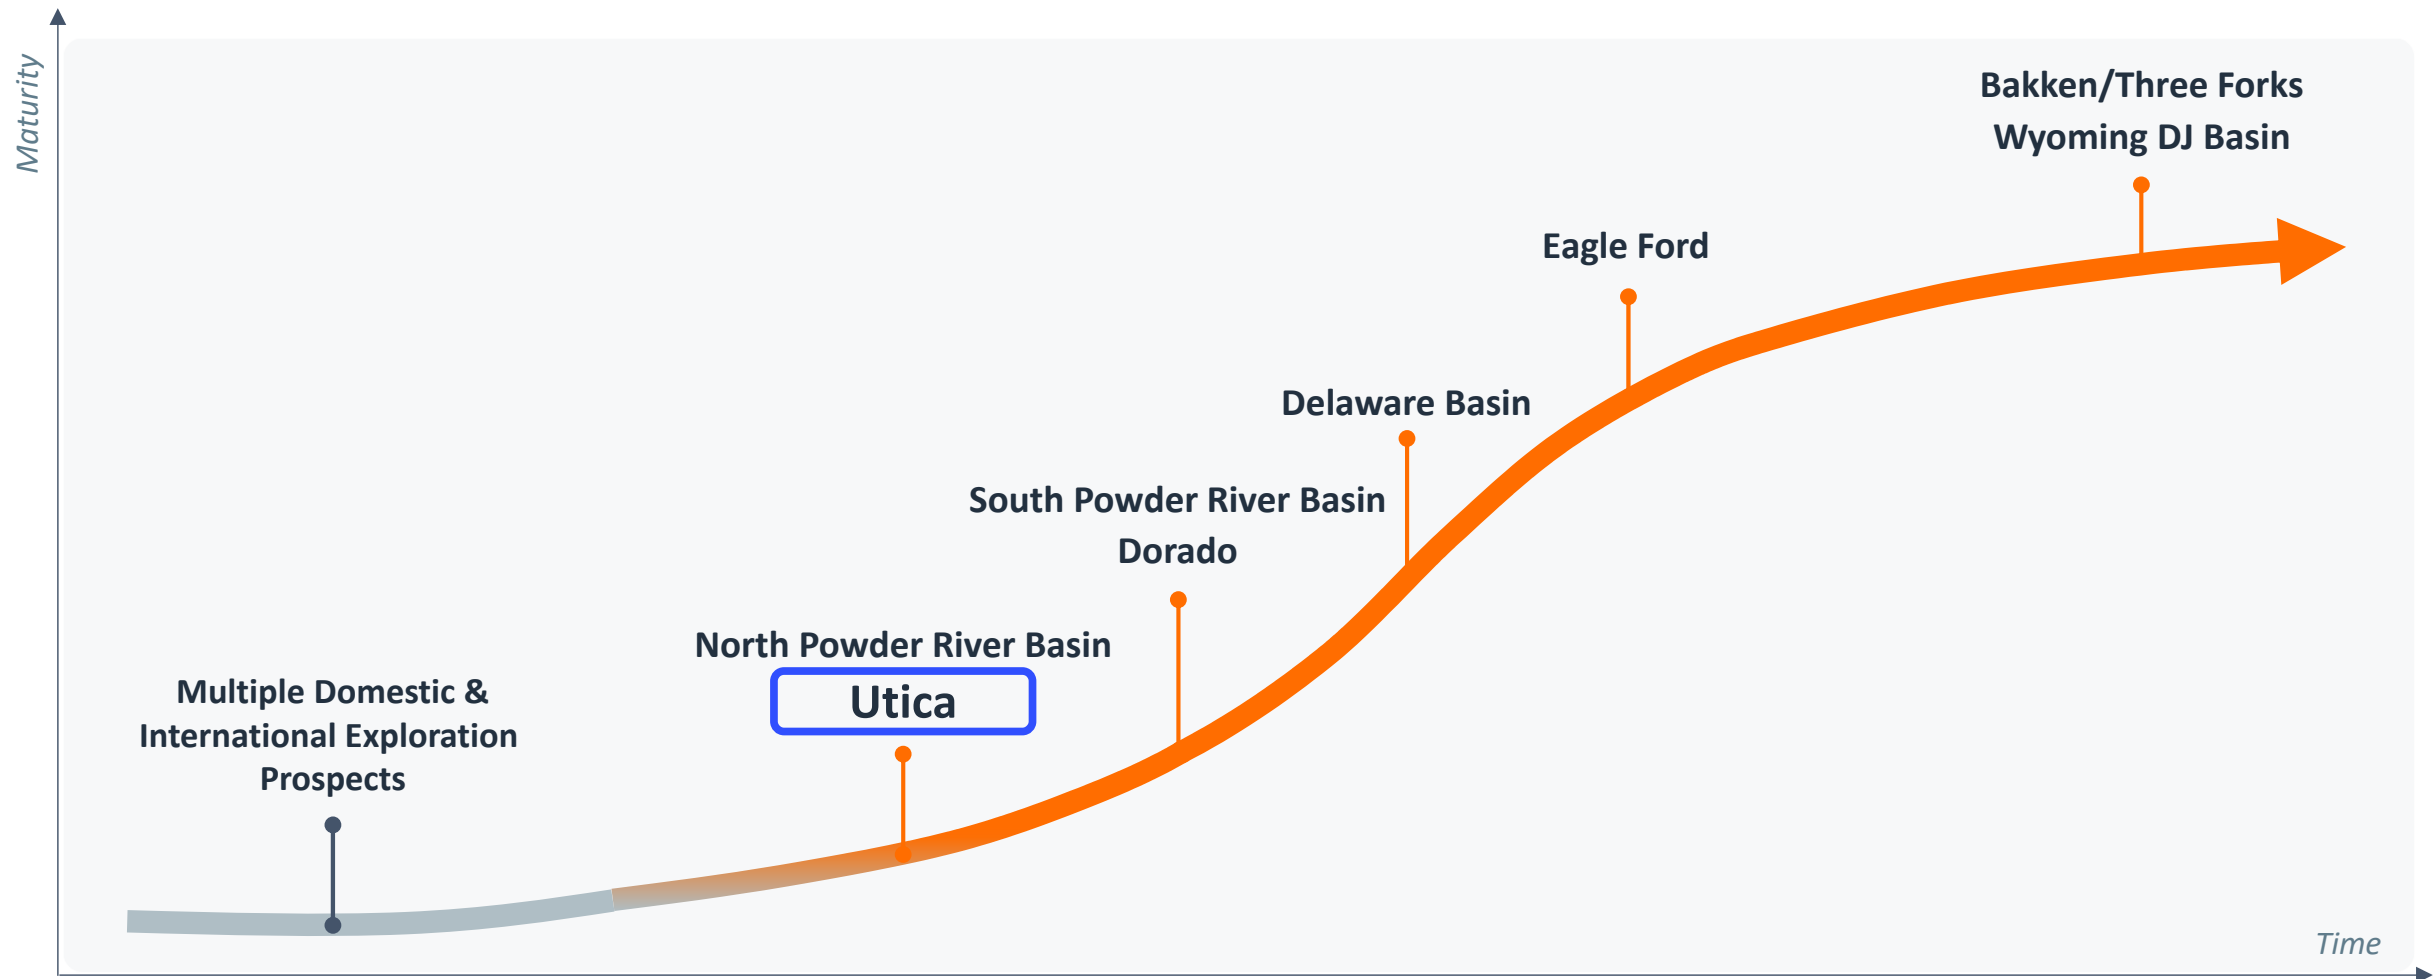 Maturity
Bakken/Three Forks
Wyoming DJ Basin
Eagle Ford
Delaware Basin
South Powder River Basin
Dorado
North Powder River Basin
Utica
Multiple Domestic &
International Exploration
Prospects
Time